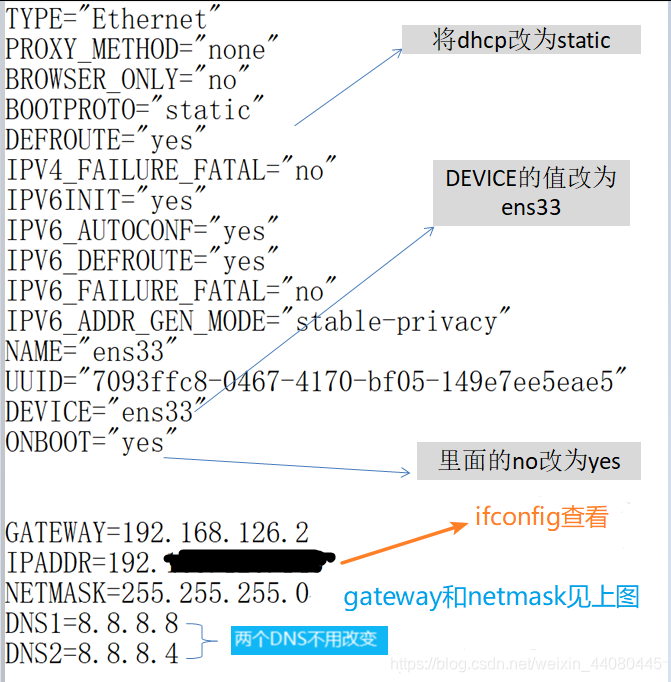 TYPE="Ethernet"
PROXY_METHOD="none"
将dhcp改为static
BROWSER_ONLY="no"
BOOTPROTO="static"
DEFROUTE="yes"
IPV4_FAILURE_FATAL="no"
DEVICE的值改为
ens33
IPV6INIT="yes"
IPV6_AUTOCONF="yes"
IPV6_DEFROUTE="yes"
IPV6_FAILURE_FATAL="no"
IPV6_ADDR_GEN_MODE="stable-privacy"
NAME="ens33"
UUID="7093ffc8-0467-4170-bf05-149e7ee5eae5"
DEVICE="ens33"
ONBOOT="yes"
里面的no改为yes
GATEWAY=192.168.126.2
ifconfig查看
IPADDR=192.
NETMASK=255.255.255.0
gateway和netmask见上图
DNS1=8.8.8.8
两个DNS不用改变
DNS2=8.8.8.4
https://blog.csdn.net/weixin_44080445